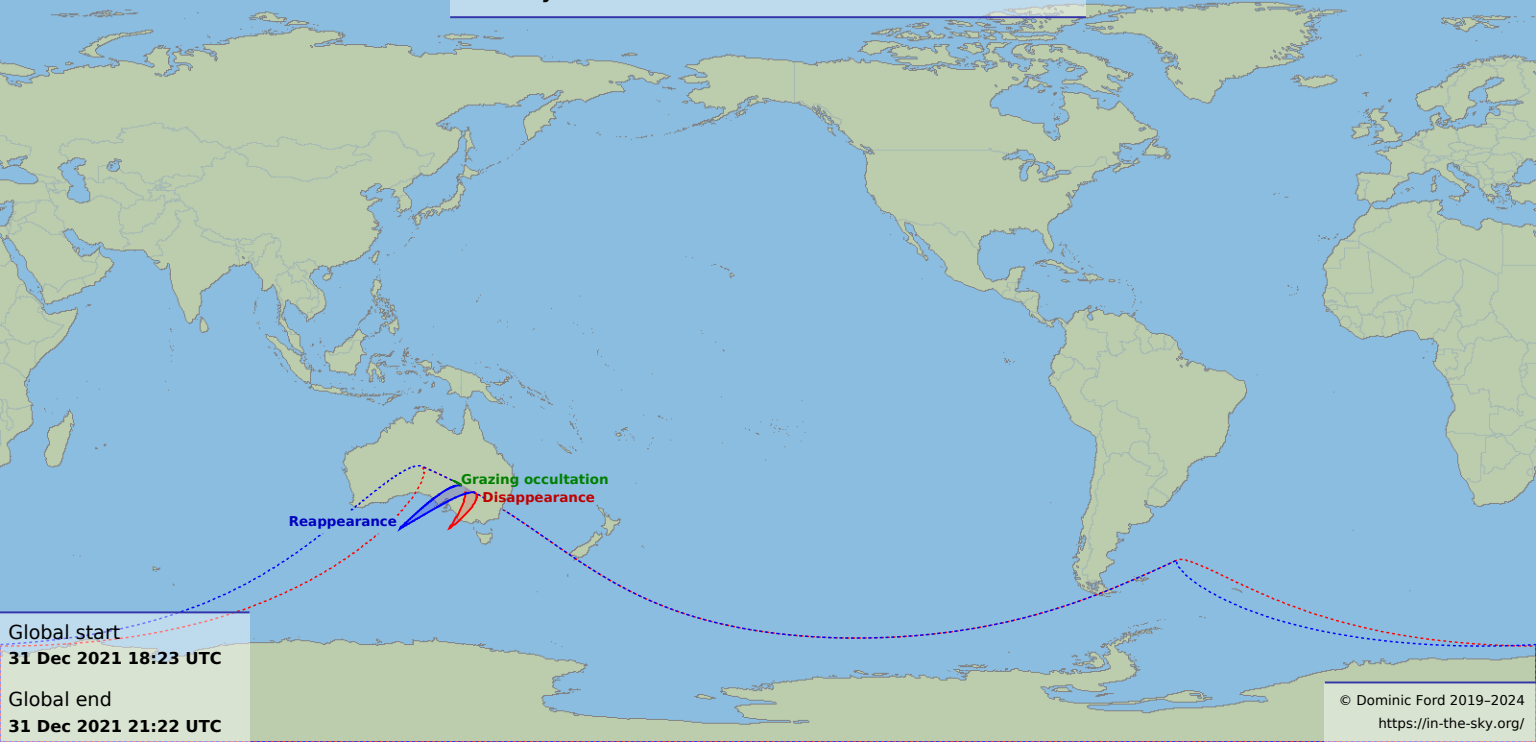 Grazing occultation
Disappearance
Reappearance
Global start
31 Dec 2021 18:23 UTC
Global end
31 Dec 2021 21:22 UTC
© Dominic Ford 2019–2024
https://in-the-sky.org/